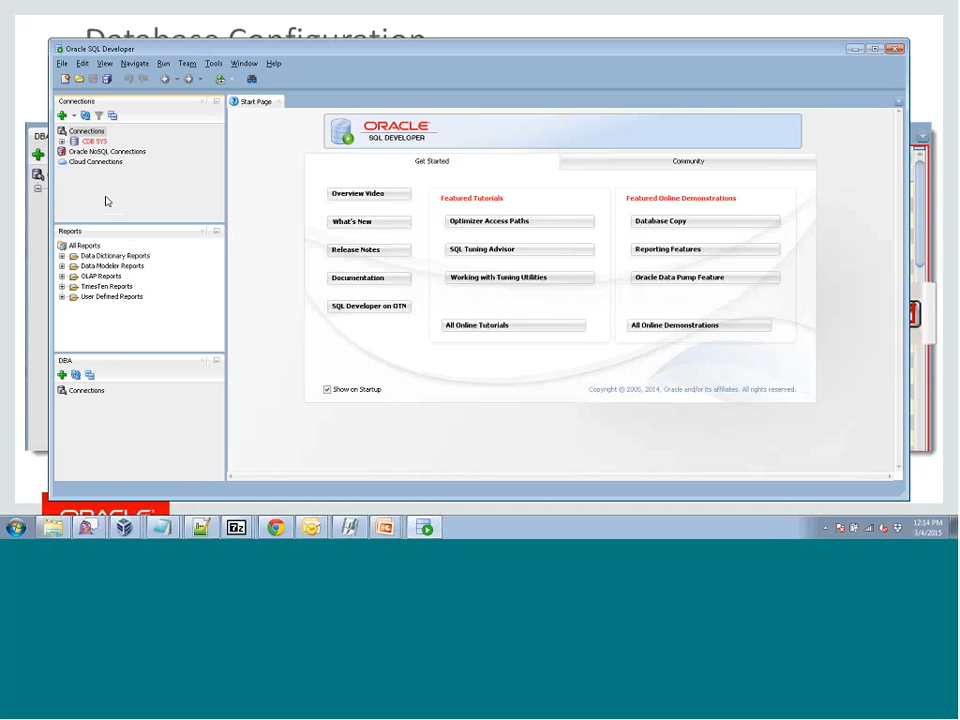 Database Configuration
Oracle SQL Developer
File Edit View Navigate Run Team Tools Window Help
Connections
Start Page
ORACLE
SQL DEVELOPER
Connections
CDB SYS
Oracle NoSQL Connections
Cloud Connections
DBA
Get Started
Community
Overview Video
What's New
Release Notes
Documentation
SQL Developer on OTN
Featured Tutorials
Optimizer Access Paths
SQL Tuning Advisor
Working with Tuning Utilities
All Online Tutorials
Featured Online Demonstrations
Database Copy
Reporting Features
Oracle Data Pump Feature
All Online Demonstrations
Reports
All Reports
Data Dictionary Reports
Data Modeler Reports
OLAP Reports
TimesTen Reports
User Defined Reports
DBA
Connections
Show on Startup
Copyright © 2005, 2014, Oracle and/or its affiliates. All rights reserved.
ORACLE
7z
12:14 PM
3/4/2015